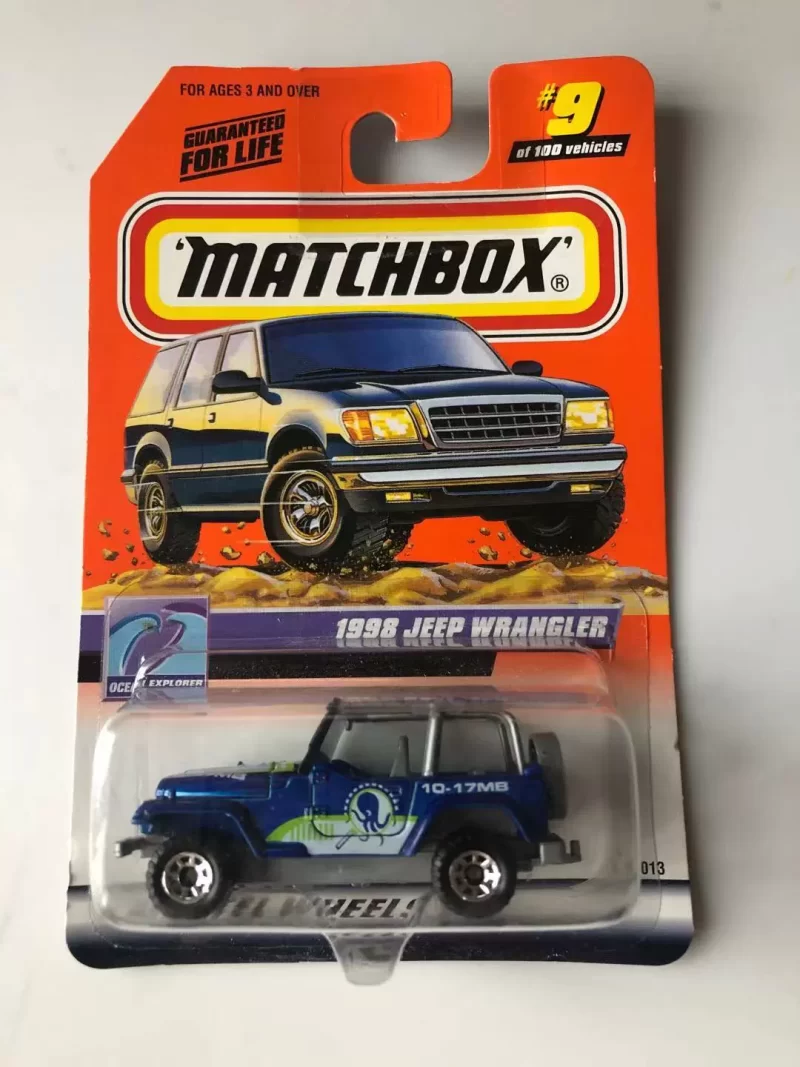 FOR AGES 3 AND OVER
GUARANTEED
FOR LIFE
#9
of 100 vehicles
'MATCHBOX'®
1998 JEEP WRANGLER
EXPLORER
10-17MB
013
WHEELS